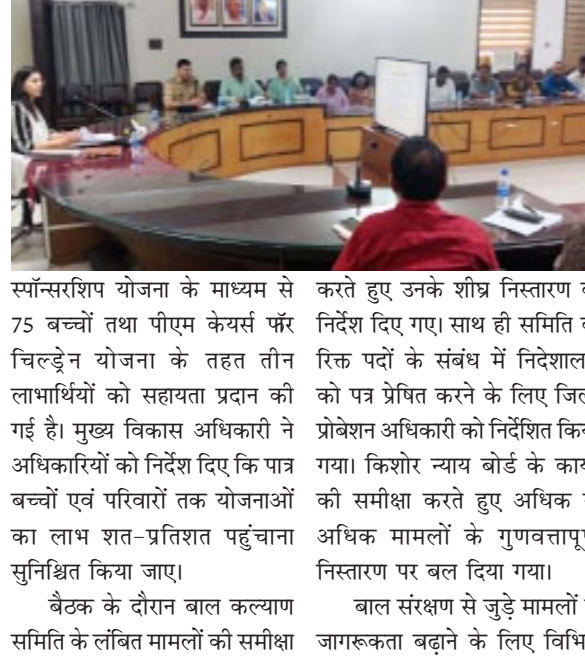 स्पॉन्सरशिप योजना के माध्यम से
75 बच्चों तथा पीएम केयर्स फॉर
चिल्ड्रेन योजना के तहत तीन
लाभार्थियों को सहायता प्रदान की
गई है। मुख्य विकास अधिकारी ने
अधिकारियों को निर्देश दिए कि पात्र
बच्चों एवं परिवारों तक योजनाओं
का लाभ शत-प्रतिशत पहुंचाना
सुनिश्चित किया जाए।
बैठक के दौरान बाल कल्याण
समिति के लंबित मामलों की समीक्षा
करते हुए उनके शीघ्र निस्तारण
निर्देश दिए गए। साथ ही समिति
रिक्त पदों के संबंध में
को पत्र प्रेषित करने के लिए
प्रोबेशन अधिकारी को निर्देशित
गया। किशोर न्याय बोर्ड के
की समीक्षा करते हुए अधिक
अधिक मामलों के
निस्तारण पर बल दिया गया।
बाल संरक्षण से जुड़े मामलों
जागरूकता बढ़ाने के लिए